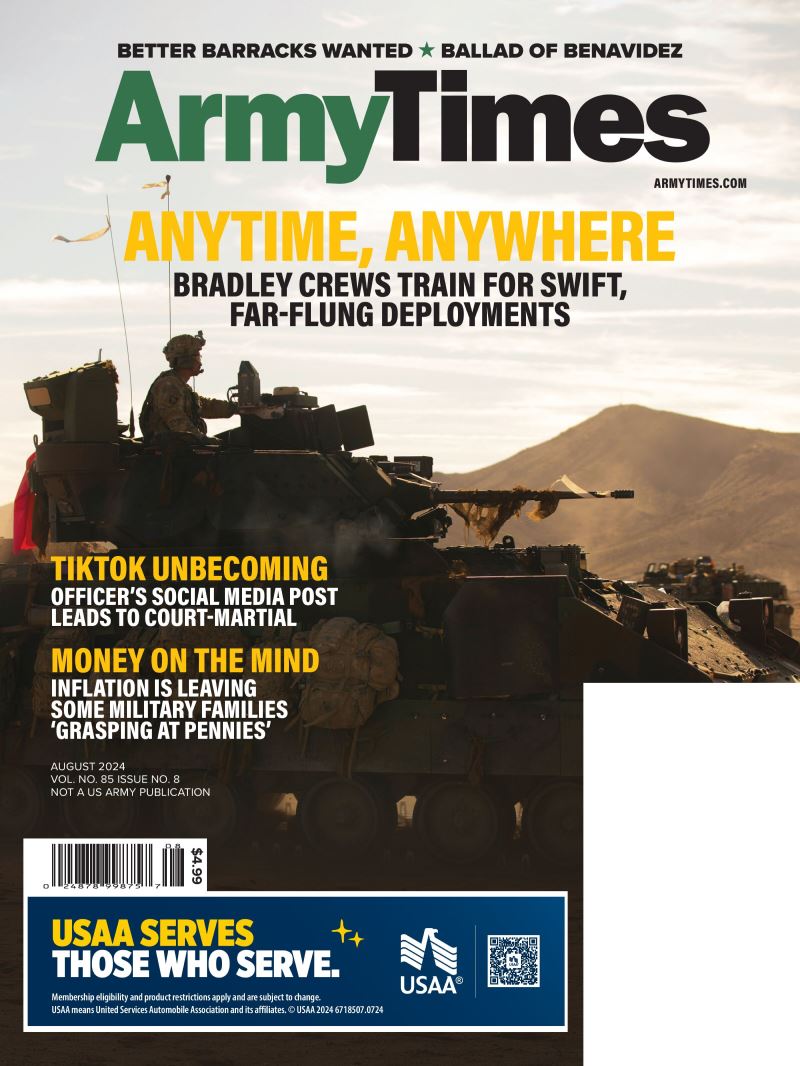 BETTER BARRACKS WANTED ★ BALLAD OF BENAVIDEZ
ArmyTimes
ARMYTIMES.COM
ANYTIME, ANYWHERE
BRADLEY CREWS TRAIN FOR SWIFT,
FAR-FLUNG DEPLOYMENTS
TIKTOK UNBECOMING
OFFICER'S SOCIAL MEDIA POST
LEADS TO COURT-MARTIAL
MONEY ON THE MIND
INFLATION IS LEAVING
SOME MILITARY FAMILIES
'GRASPING AT PENNIES'
AUGUST 2024
VOL. NO. 85 ISSUE NO. 8
NOT A US ARMY PUBLICATION
08
$4.99
0 24878 99875 7
USAA SERVES
THOSE WHO SERVE.
USAA®
Membership eligibility and product restrictions apply and are subject to change.
USAA means United Services Automobile Association and its affiliates. © USAA 2024 6718507.0724